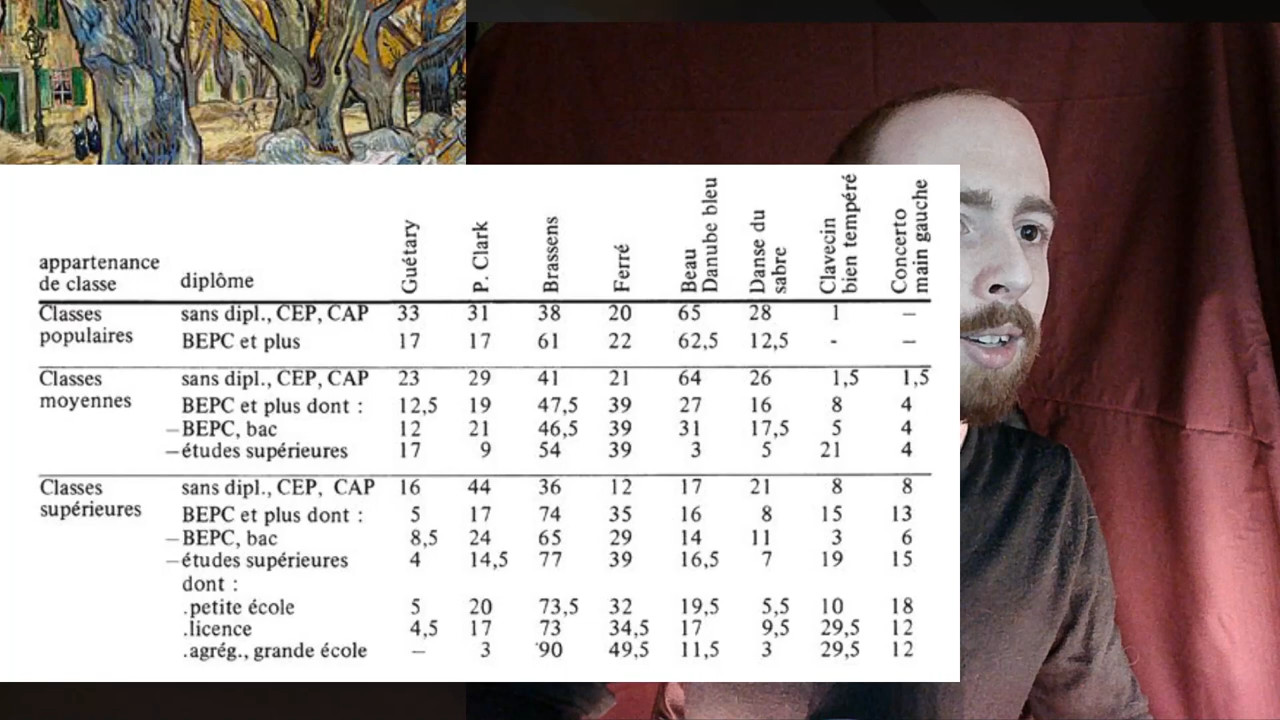 appartenance de classe diplôme Guétary P. Clark Brassens Ferré Beau Danube bleu Danse du sabre Clavecin bien tempéré Concerto main gauche
Classes populaires sans dipl., CEP, CAP 33 31 38 20 65 28 1 –
BEPC et plus 17 17 61 22 62,5 12,5 - –
Classes moyennes sans dipl., CEP, CAP 23 29 41 21 64 26 1,5 1,5
BEPC et plus dont : 12,5 19 47,5 39 27 16 8 4
– BEPC, bac 12 21 46,5 39 31 17,5 5 4
– études supérieures 17 9 54 39 3 5 21 4
Classes supérieures sans dipl., CEP, CAP 16 44 36 12 17 21 8 8
BEPC et plus dont : 5 17 74 35 16 8 15 13
– BEPC, bac 8,5 24 65 29 14 11 3 6
– études supérieures 4 14,5 77 39 16,5 7 19 15
dont :
.petite école 5 20 73,5 32 19,5 5,5 10 18
.licence 4,5 17 73 34,5 17 9,5 29,5 12
.agrég., grande école – 3 90 49,5 11,5 3 29,5 12